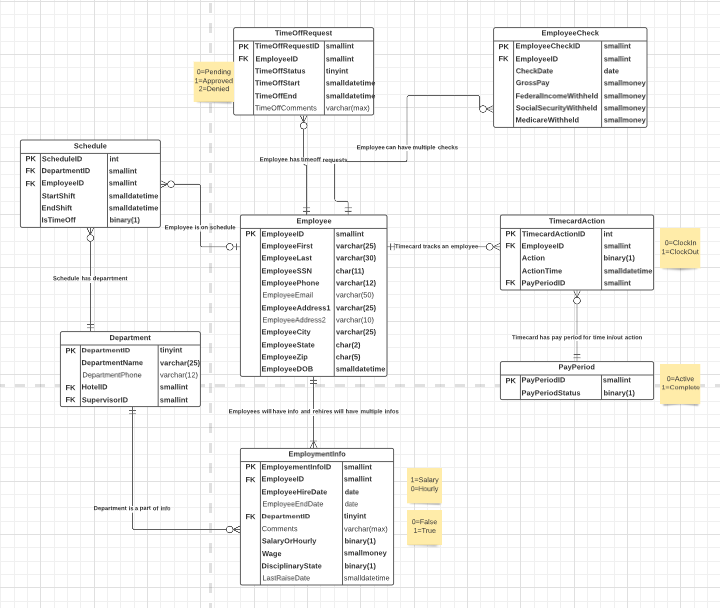 TimeOffRequest
PK TimeOffRequestID smallint
FK EmployeeID smallint
TimeOffStatus tinyint
TimeOffStart smalldatetime
TimeOffEnd smalldatetime
TimeOffComments varchar(max)
0=Pending
1=Approved
2=Denied
EmployeeCheck
PK EmployeeCheckID smallint
FK EmployeeID smallint
CheckDate date
GrossPay smallmoney
FederalIncomeWithheld smallmoney
SocialSecurityWithheld smallmoney
MedicareWithheld smallmoney
Employee can have multiple checks
Employee has timeoff requests
Schedule
PK ScheduleID int
FK DepartmentID smallint
FK EmployeeID smallint
StartShift smalldatetime
EndShift smalldatetime
IsTimeOff binary(1)
Employee is on schedule
Schedule has department
Employee
PK EmployeeID smallint
EmployeeFirst varchar(25)
EmployeeLast varchar(30)
EmployeeSSN char(11)
EmployeePhone varchar(12)
EmployeeEmail varchar(50)
EmployeeAddress1 varchar(25)
EmployeeAddress2 varchar(10)
EmployeeCity varchar(25)
EmployeeState char(2)
EmployeeZip char(5)
EmployeeDOB smalldatetime
Timecard tracks an employee
TimecardAction
PK TimecardActionID int
FK EmployeeID smallint
Action binary(1)
ActionTime smalldatetime
FK PayPeriodID smallint
0=ClockIn
1=ClockOut
Timecard has pay period for time in/out action
PayPeriod
PK PayPeriodID smallint
PayPeriodStatus binary(1)
0=Active
1=Complete
Department
PK DepartmentID tinyint
DepartmentName varchar(25)
DepartmentPhone varchar(12)
FK HotelID smallint
FK SupervisorID smallint
Employees will have info and rehires will have multiple infos
Department is a part of info
EmploymentInfo
PK EmployementInfoID smallint
FK EmployeeID smallint
EmployeeHireDate date
EmployeeEndDate date
FK DepartmentID tinyint
Comments varchar(max)
SalaryOrHourly binary(1)
Wage smallmoney
DisciplinaryState binary(1)
LastRaiseDate smalldatetime
1=Salary
0=Hourly
0=False
1=True